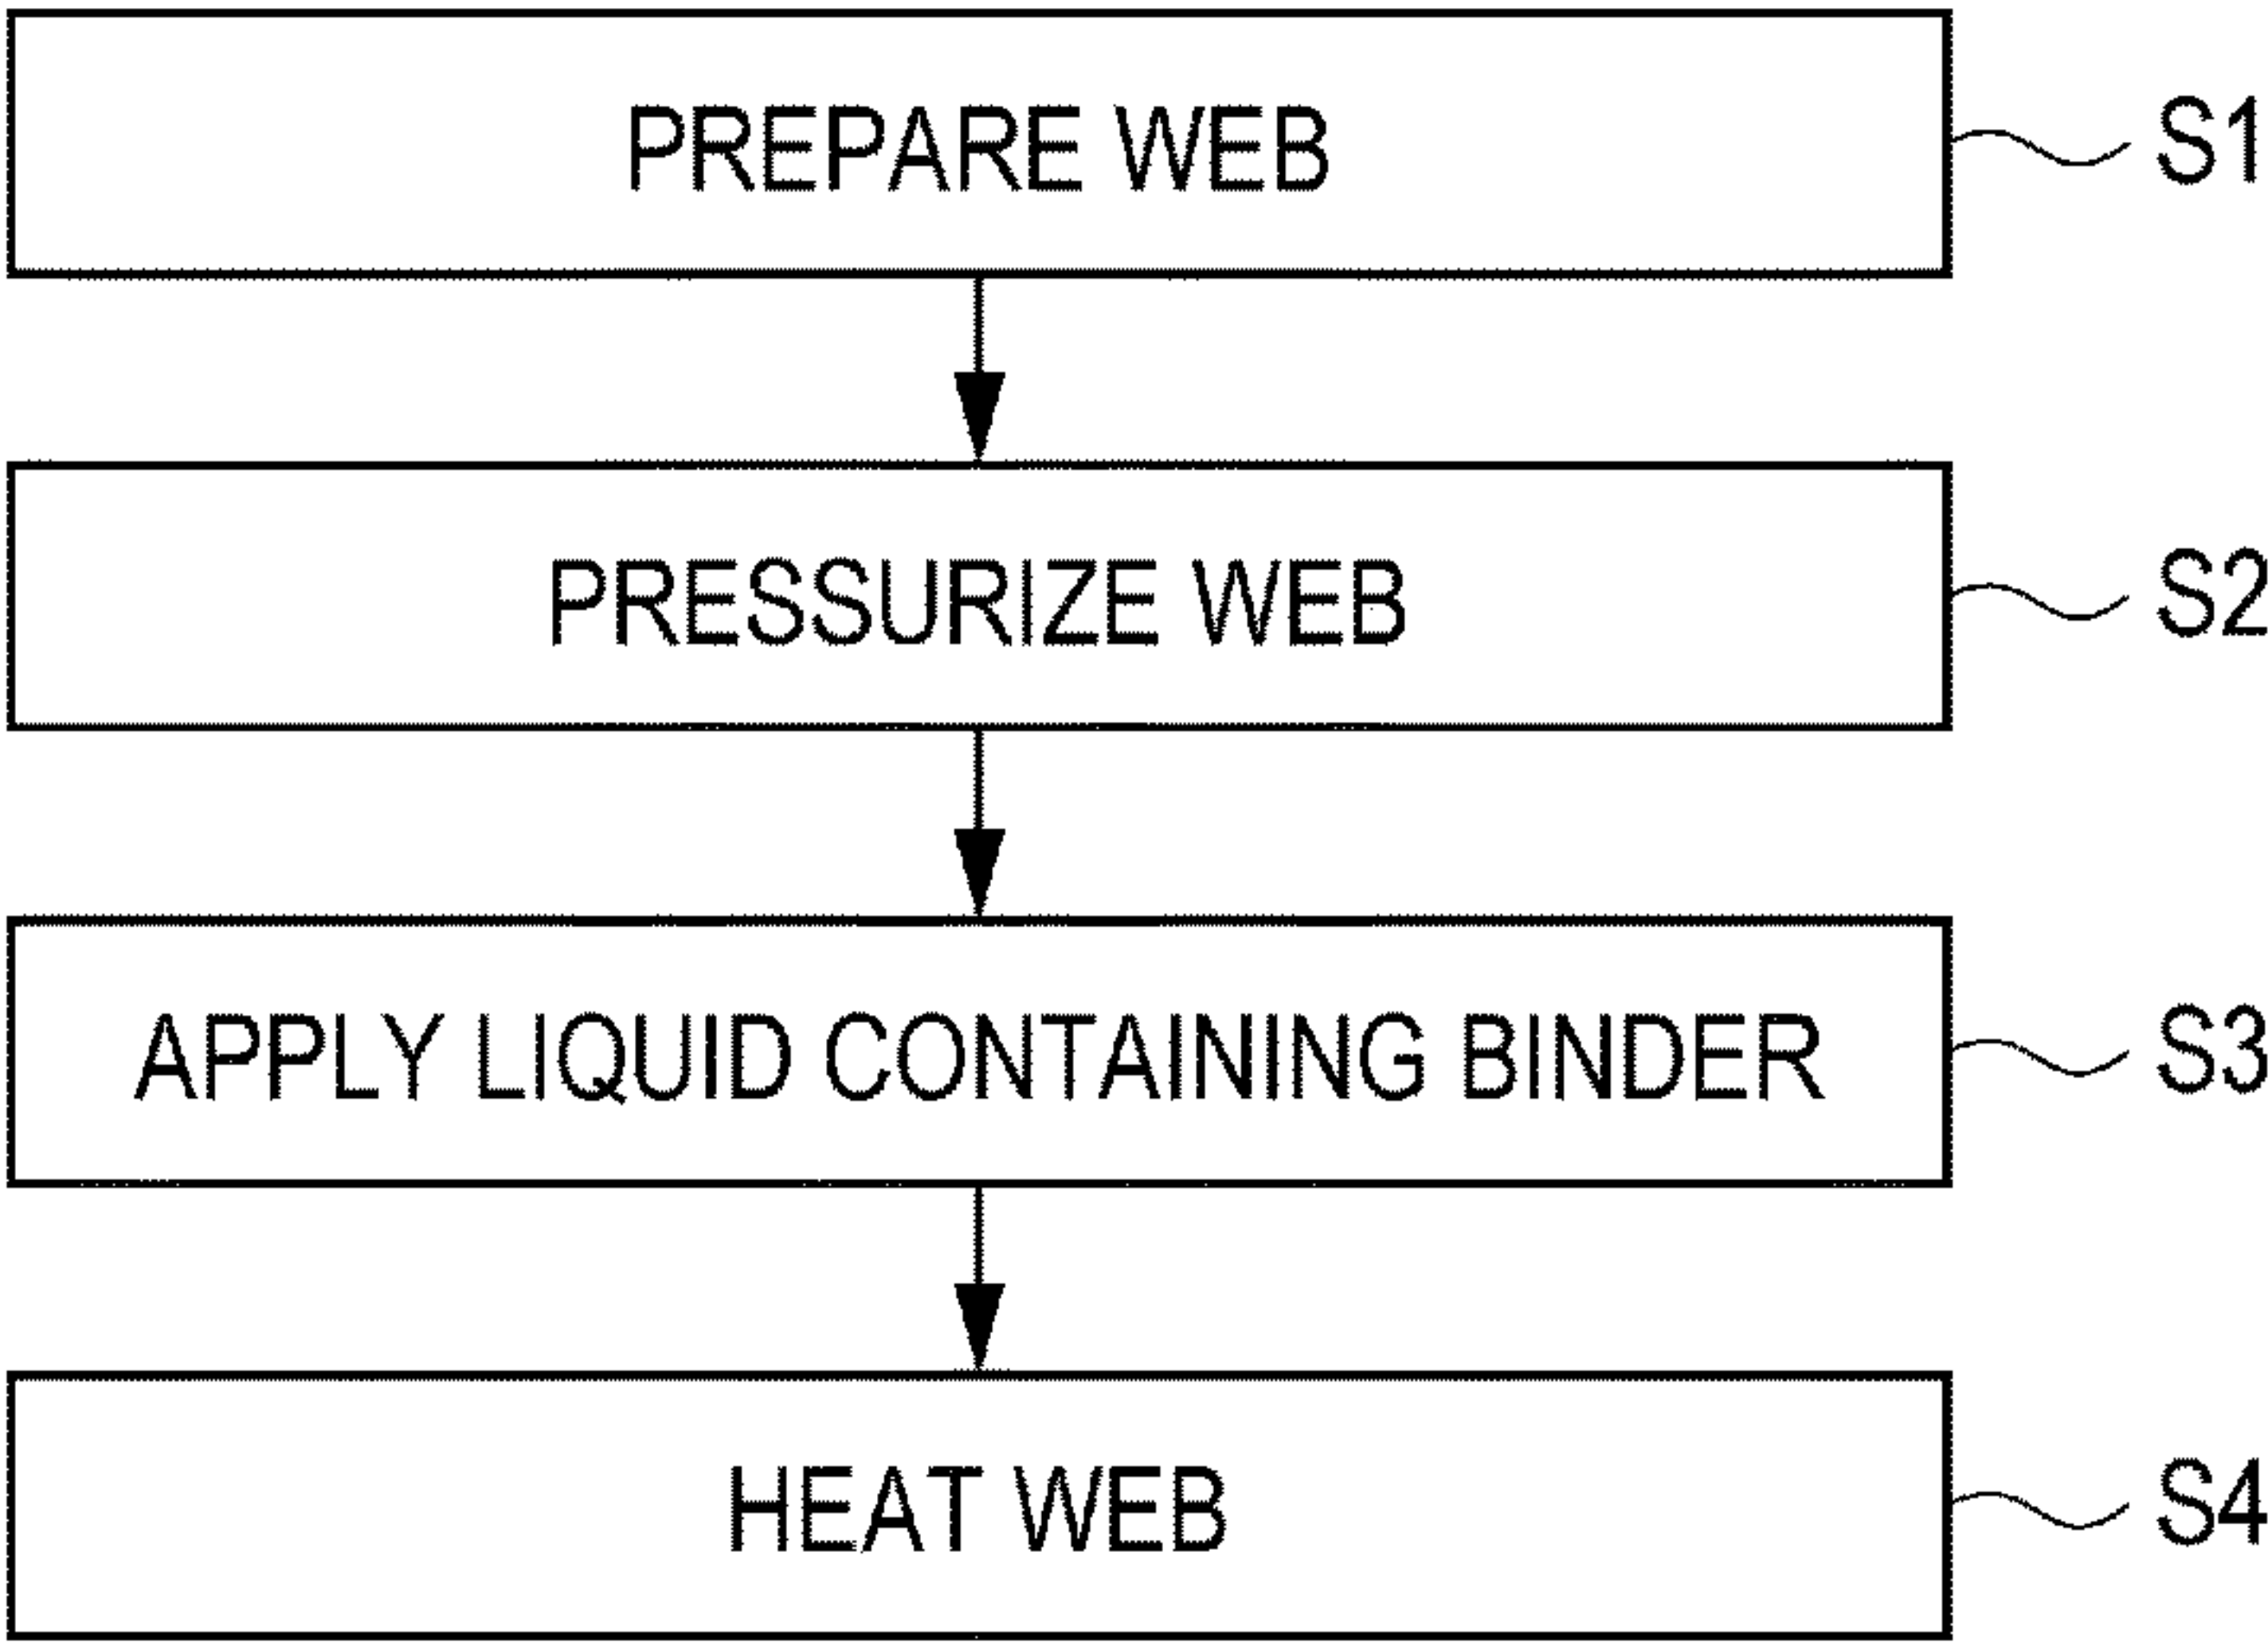 PREPARE WEB S1
PRESSURIZE WEB S2
APPLY LIQUID CONTAINING BINDER S3
HEAT WEB S4